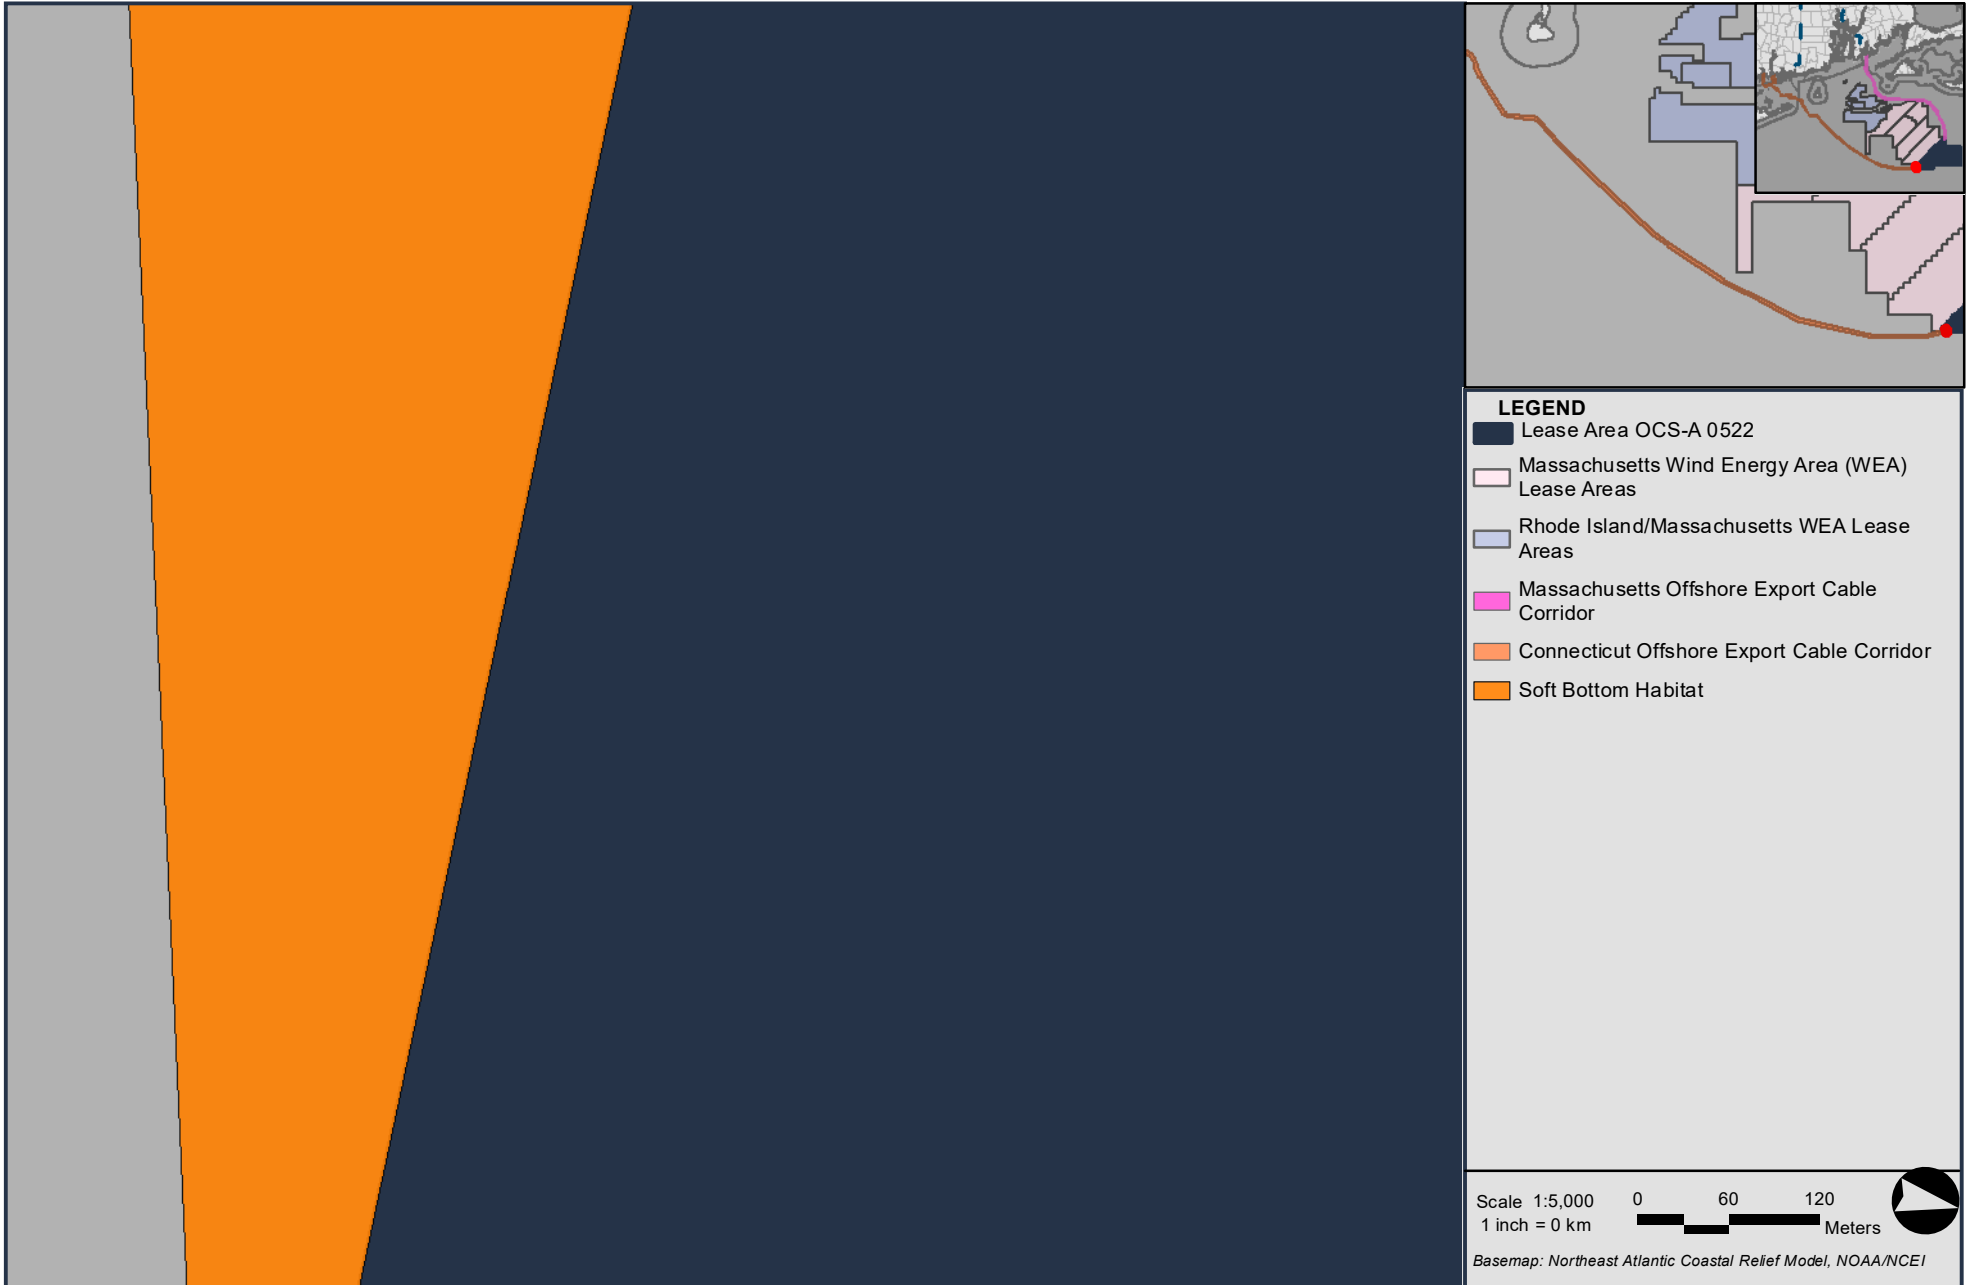 LEGEND
Lease Area OCS-A 0522
Massachusetts Wind Energy Area (WEA)
Lease Areas
Rhode Island/Massachusetts WEA Lease
Areas
Massachusetts Offshore Export Cable
Corridor
Connecticut Offshore Export Cable Corridor
Soft Bottom Habitat
Scale 1:5,000
1 inch = 0 km
0 60 120
Meters
Basemap: Northeast Atlantic Coastal Relief Model, NOAA/NCEI